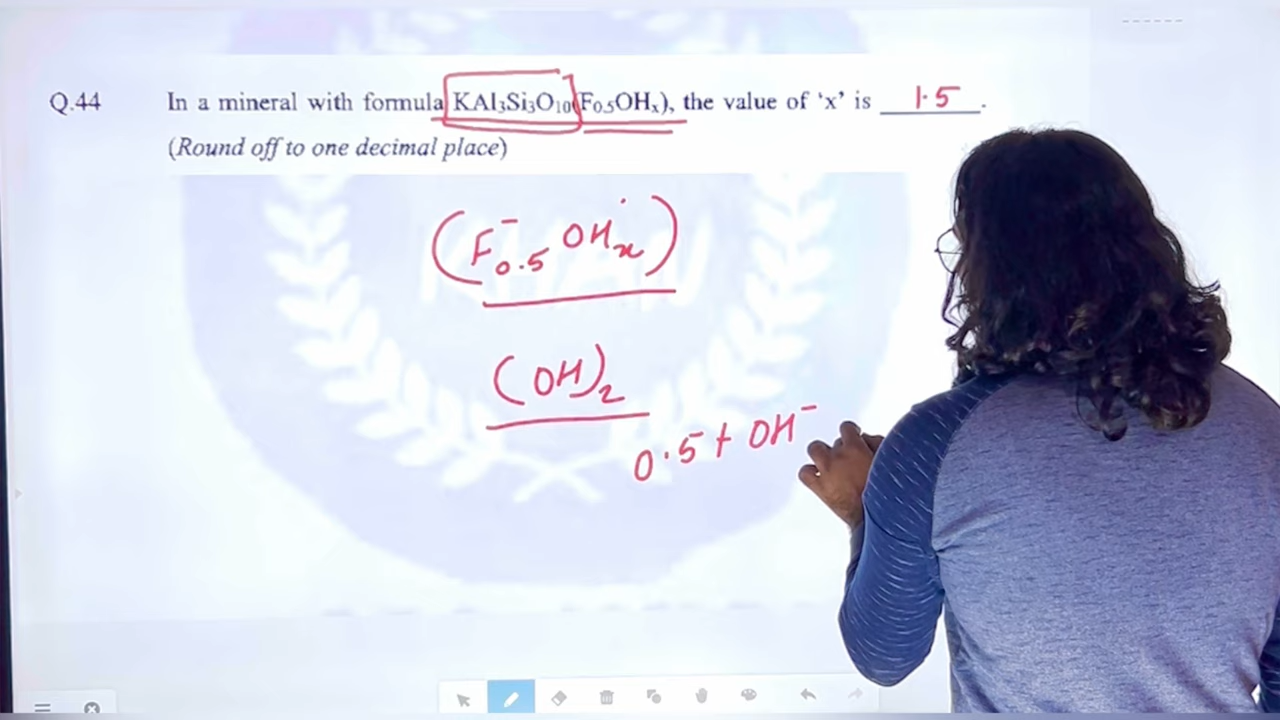 Q.44 In a mineral with formula KAl₃Si₃O₁₀(F₀.₅OHₓ), the value of ‘x’ is 1.5.
(Round off to one decimal place)
(F⁻₀.₅ OHₓ)
(OH)₂
0.5 + OH⁻